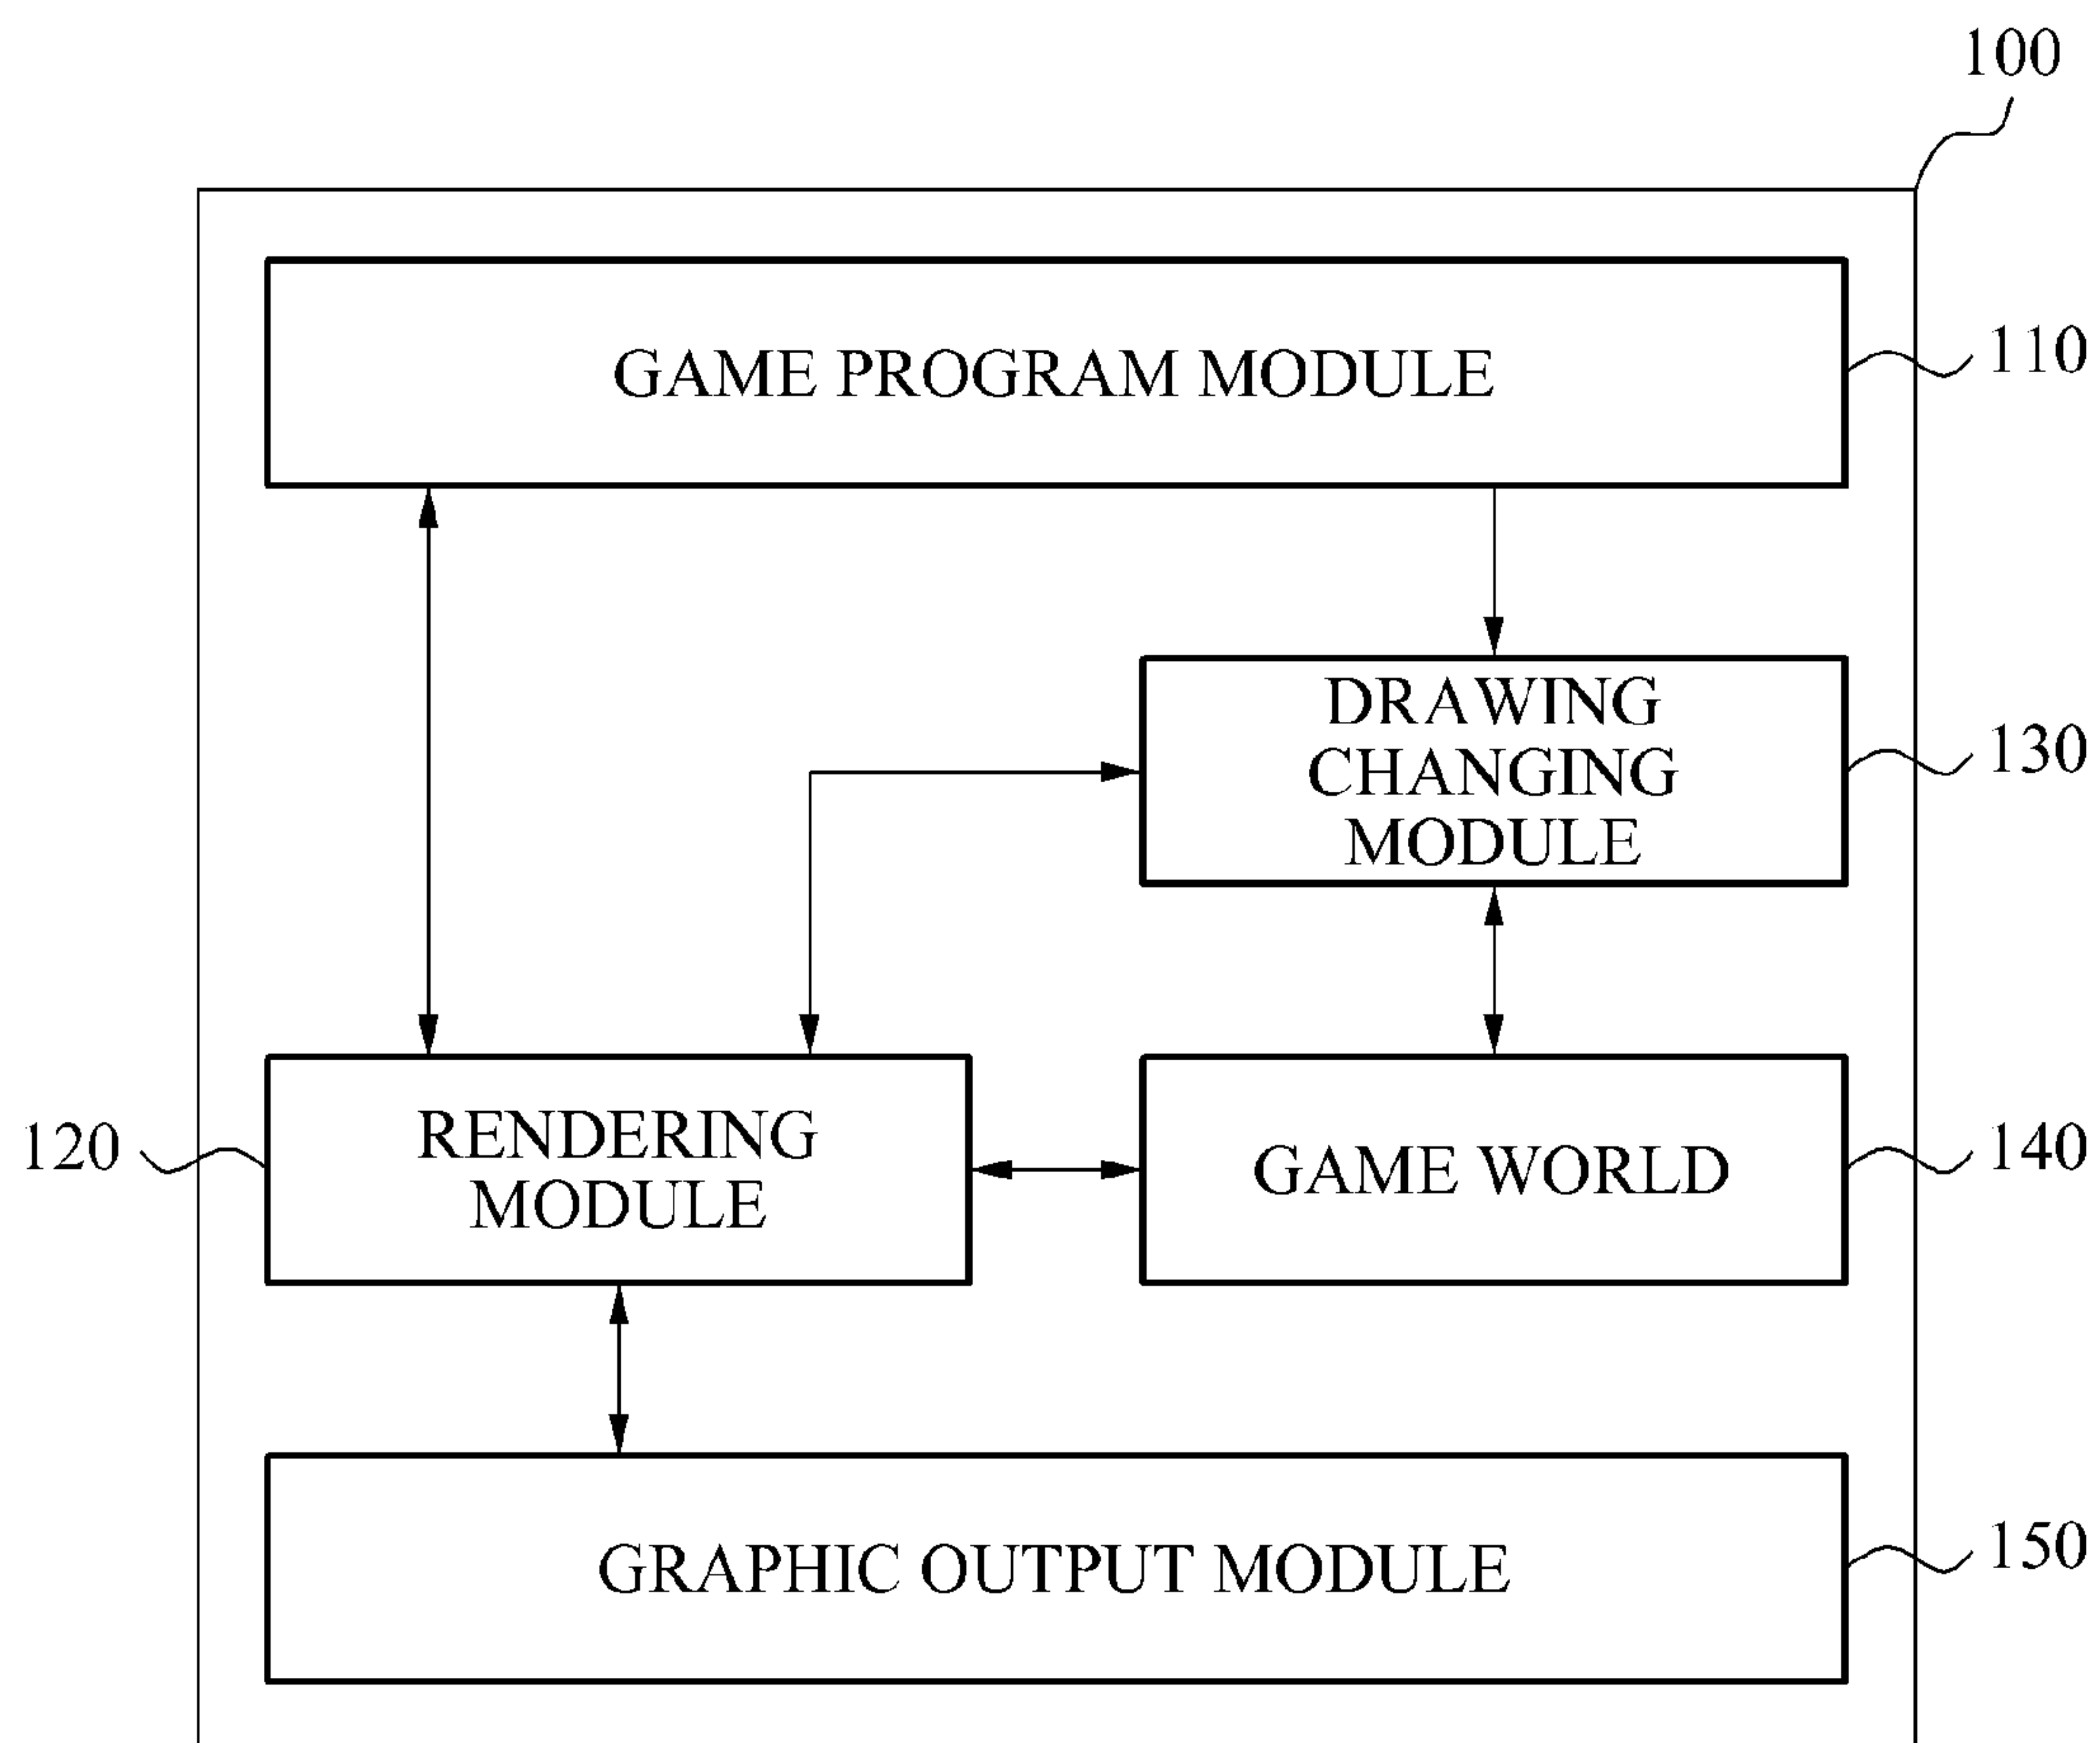 100
GAME PROGRAM MODULE
110
DRAWING
CHANGING
MODULE
130
120
RENDERING
MODULE
GAME WORLD
140
GRAPHIC OUTPUT MODULE
150